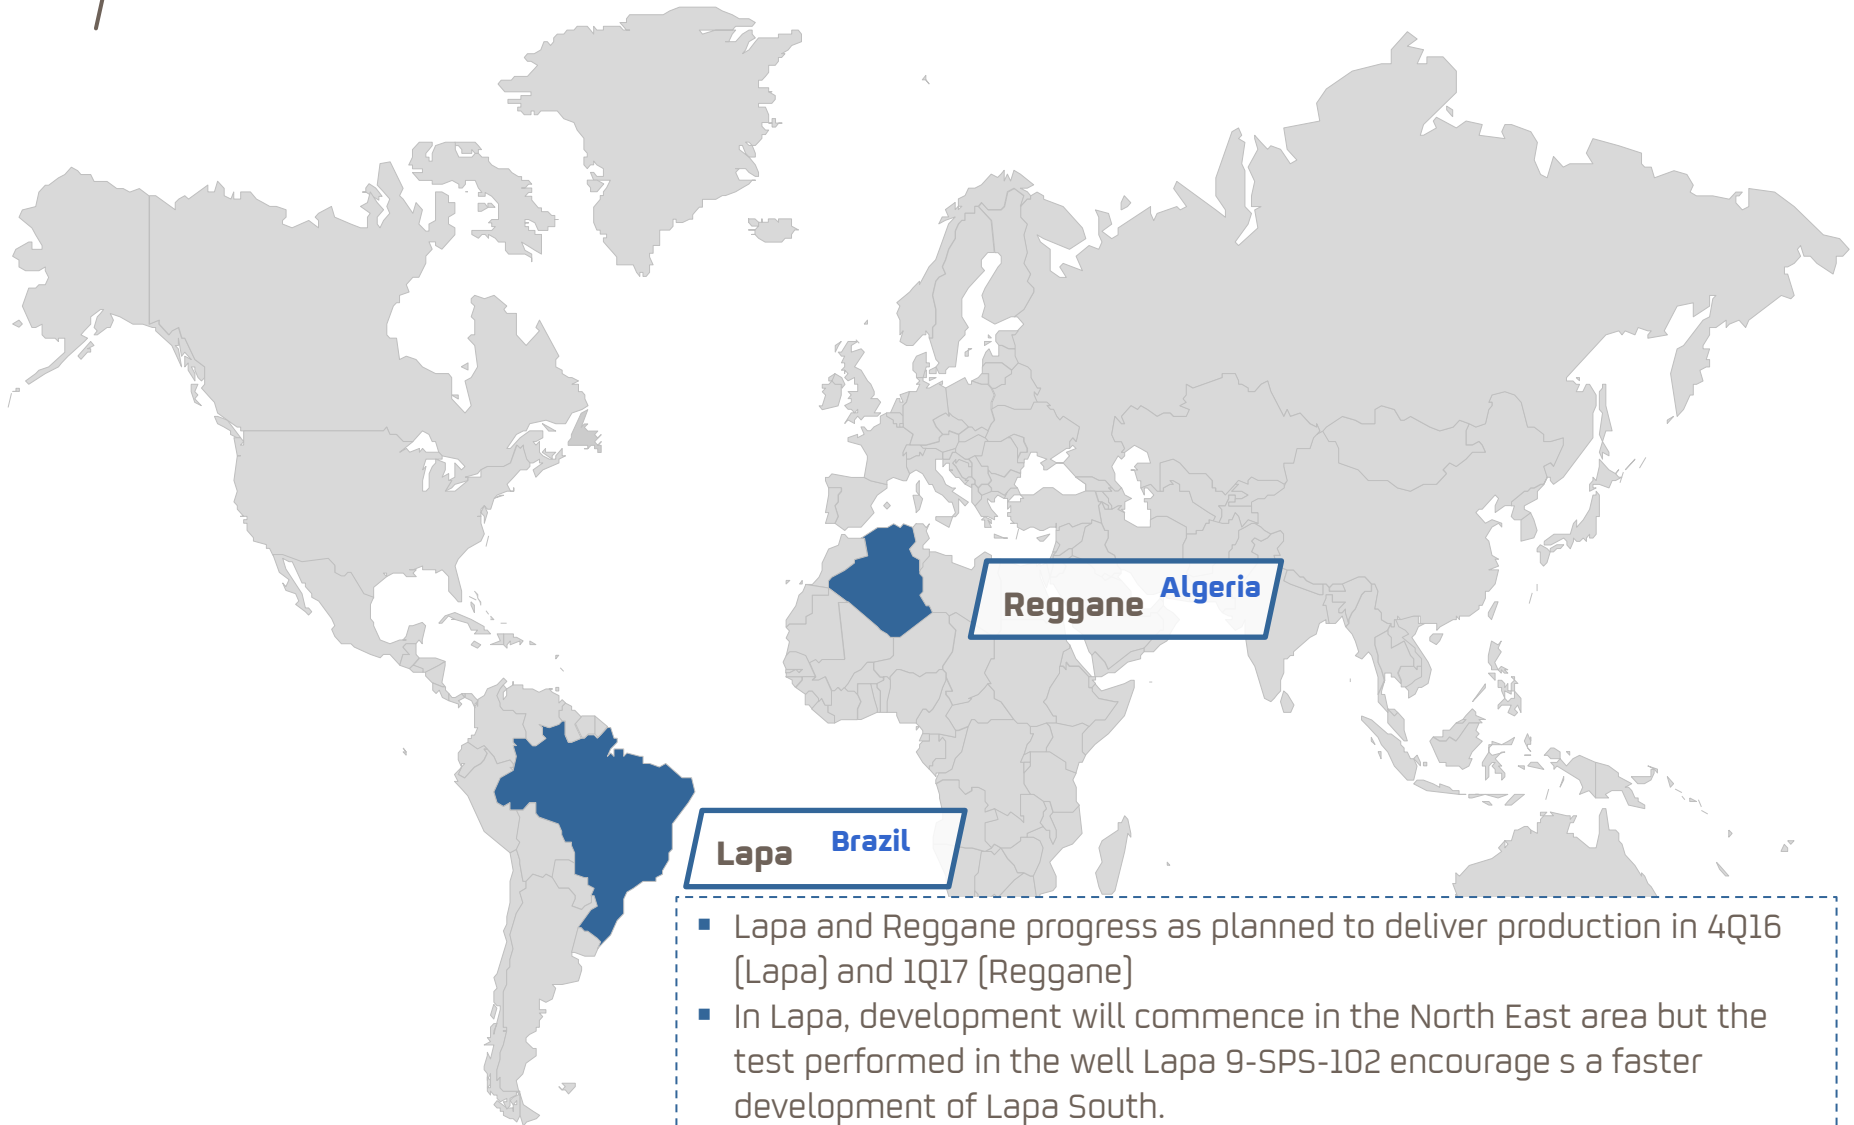 Reggane Algeria
Lapa Brazil
▪ Lapa and Reggane progress as planned to deliver production in 4Q16
(Lapa) and 1Q17 (Reggane)
▪ In Lapa, development will commence in the North East area but the
test performed in the well Lapa 9-SPS-102 encourage s a faster
development of Lapa South.